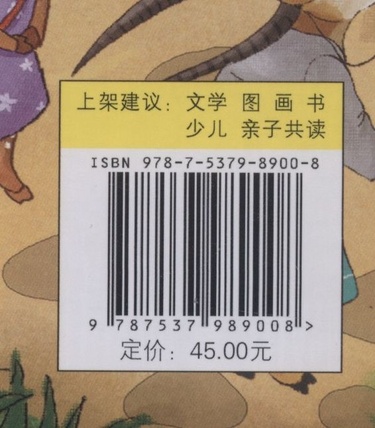 上架建议：文学 图 画 书
少儿 亲子共读
ISBN 978-7-5379-8900-8
9 787537 989008 >
定价：45.00元